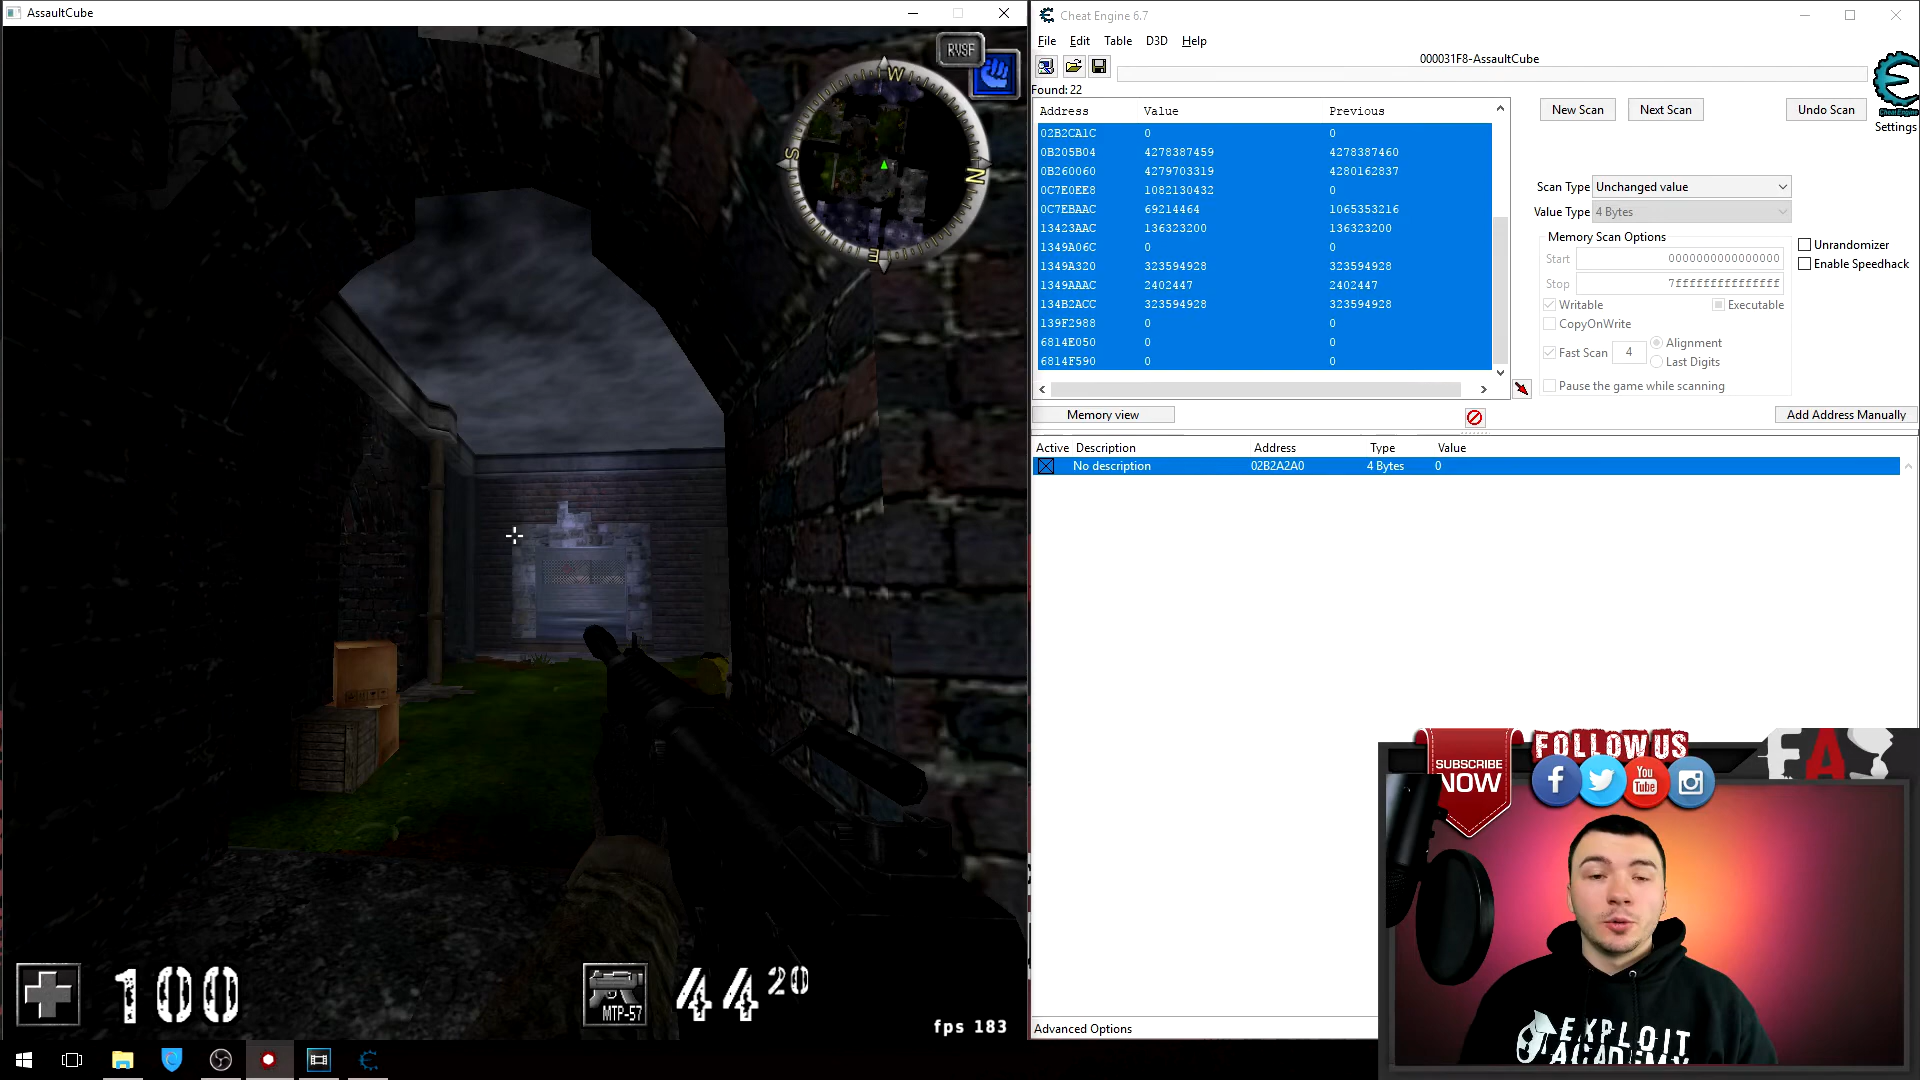 AssaultCube
RVSF
W
S
N
E
100
MTP-57
44 20
fps 183
Cheat Engine 6.7
File Edit Table D3D Help
000031F8-AssaultCube
Found: 22
Address Value Previous
02B2CA1C 0 0
0B205B04 4278387459 4278387460
0B260060 4279703319 4280162837
0C7E0EE8 1082130432 0
0C7EBAAC 69214464 1065353216
13423AAC 136323200 136323200
1349A06C 0 0
1349A320 323594928 323594928
1349AAAC 2402447 2402447
134B2ACC 323594928 323594928
139F2988 0 0
6814E050 0 0
6814F590 0 0
New Scan Next Scan Undo Scan
Cheat Engine
Settings
Scan Type Unchanged value
Value Type 4 Bytes
Memory Scan Options
Start 0000000000000000
Stop 7fffffffffffffff
Writable Executable
CopyOnWrite
Fast Scan 4 Alignment
Last Digits
Pause the game while scanning
Unrandomizer
Enable Speedhack
Memory view
Add Address Manually
Active Description Address Type Value
No description 02B2A2A0 4 Bytes 0
Advanced Options
SUBSCRIBE
NOW
FOLLOW US
You
Tube
EXPLOIT
ACADEMY